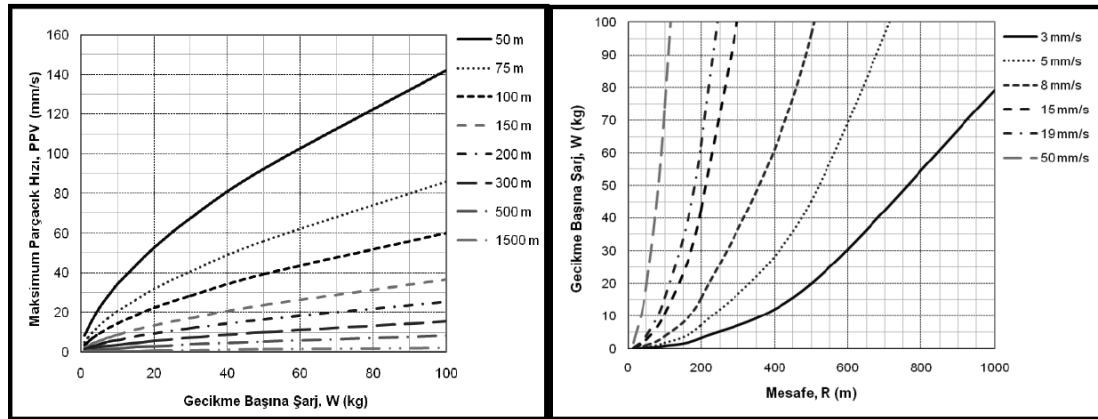 Maksimum Parçacık Hızı, PPV (mm/s)
160
140
120
100
80
60
40
20
0
0 20 40 60 80 100
Gecikme Başına Şarj, W (kg)
50 m
75 m
100 m
150 m
200 m
300 m
500 m
1500 m
Gecikme Başına Şarj, W (kg)
100
90
80
70
60
50
40
30
20
10
0
0 200 400 600 800 1000
Mesafe, R (m)
3 mm/s
5 mm/s
8 mm/s
15 mm/s
19 mm/s
50 mm/s